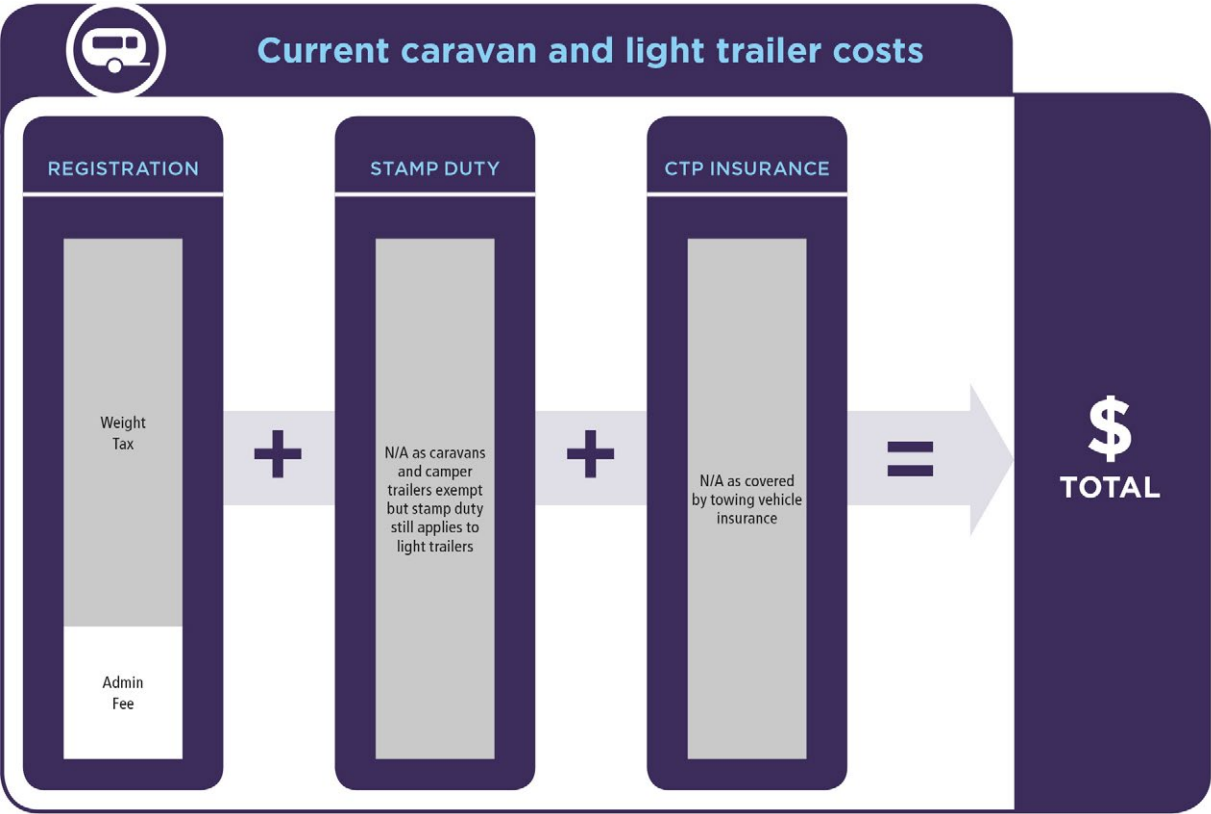 Current caravan and light trailer costs
REGISTRATION
Weight
Tax
Admin
Fee
+
STAMP DUTY
N/A as caravans
and camper
trailers exempt
but stamp duty
still applies to
light trailers
+
CTP INSURANCE
N/A as covered
by towing vehicle
insurance
=
$
TOTAL